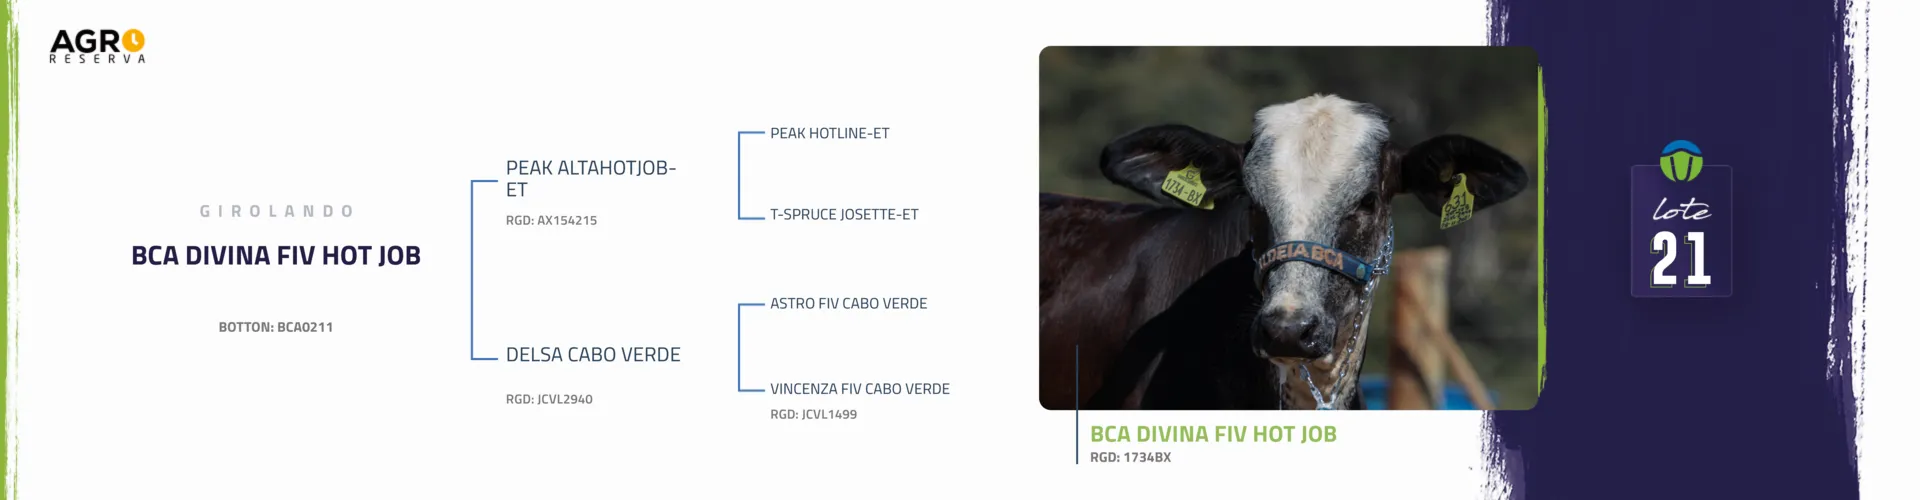 AGRO
RESERVA
GIROLANDO
BCA DIVINA FIV HOT JOB
BOTTON: BCA0211
PEAK ALTAHOTJOB-
ET
RGD: AX154215
DELSA CABO VERDE
RGD: JCVL2940
PEAK HOTLINE-ET
T-SPRUCE JOSETTE-ET
ASTRO FIV CABO VERDE
VINCENZA FIV CABO VERDE
RGD: JCVL1499
1734-BX
LDEIA BCA
BCA DIVINA FIV HOT JOB
RGD: 1734BX
lote
21